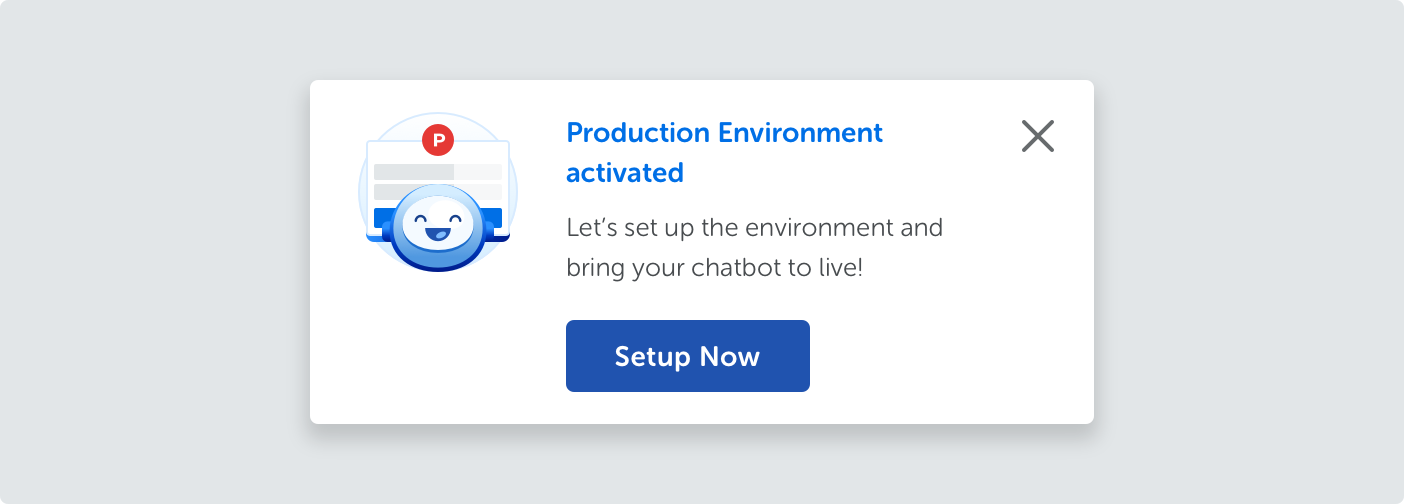 P
Production Environment
activated
Let’s set up the environment and
bring your chatbot to live!
Setup Now